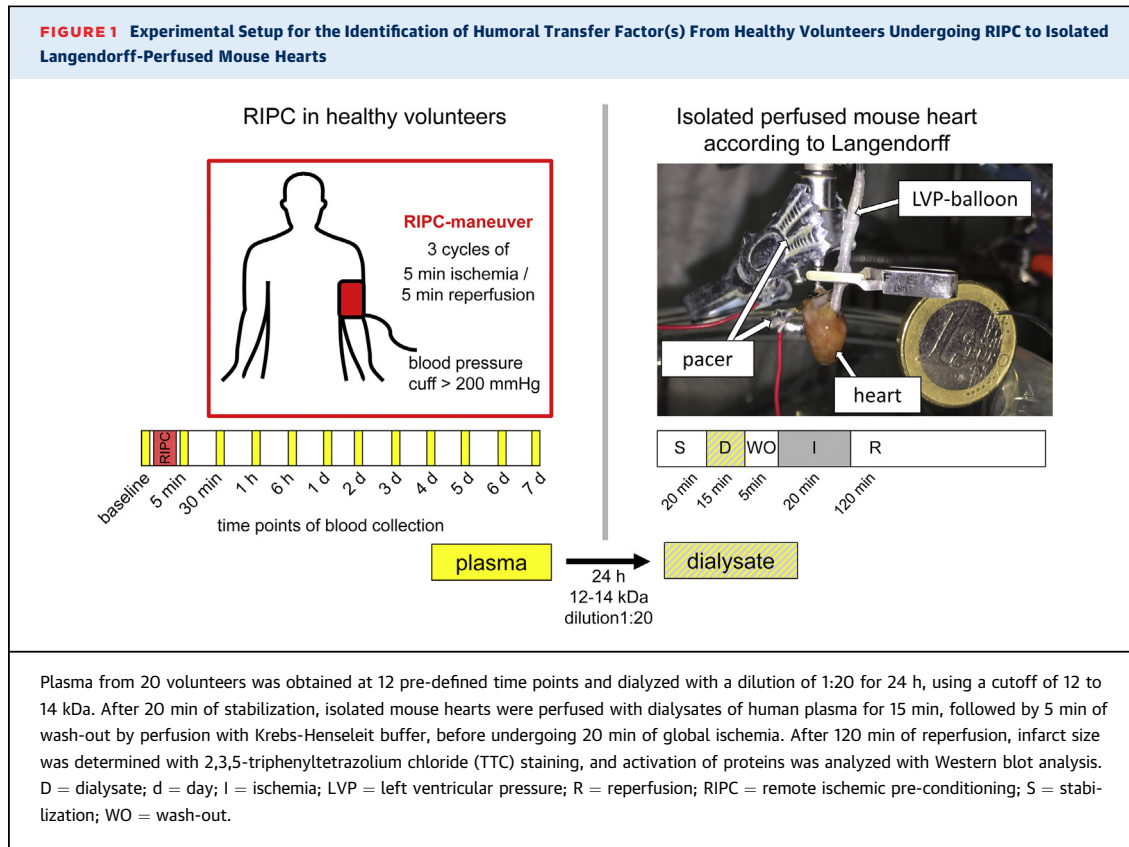 FIGURE 1 Experimental Setup for the Identification of Humoral Transfer Factor(s) From Healthy Volunteers Undergoing RIPC to Isolated
Langendorff-Perfused Mouse Hearts
RIPC in healthy volunteers
RIPC-maneuver
3 cycles of
5 min ischemia /
5 min reperfusion
blood pressure
cuff > 200 mmHg
RIPC
baseline
5 min
30 min
1 h
6 h
1 d
2 d
3 d
4 d
5 d
6 d
7 d
time points of blood collection
Isolated perfused mouse heart
according to Langendorff
LVP-balloon
pacer
heart
S
D
WO
I
R
20 min
15 min
5min
20 min
120 min
plasma
24 h
12-14 kDa
dilution1:20
dialysate
Plasma from 20 volunteers was obtained at 12 pre-defined time points and dialyzed with a dilution of 1:20 for 24 h, using a cutoff of 12 to
14 kDa. After 20 min of stabilization, isolated mouse hearts were perfused with dialysates of human plasma for 15 min, followed by 5 min of
wash-out by perfusion with Krebs-Henseleit buffer, before undergoing 20 min of global ischemia. After 120 min of reperfusion, infarct size
was determined with 2,3,5-triphenyltetrazolium chloride (TTC) staining, and activation of proteins was analyzed with Western blot analysis.
D = dialysate; d = day; I = ischemia; LVP = left ventricular pressure; R = reperfusion; RIPC = remote ischemic pre-conditioning; S = stabi-
lization; WO = wash-out.